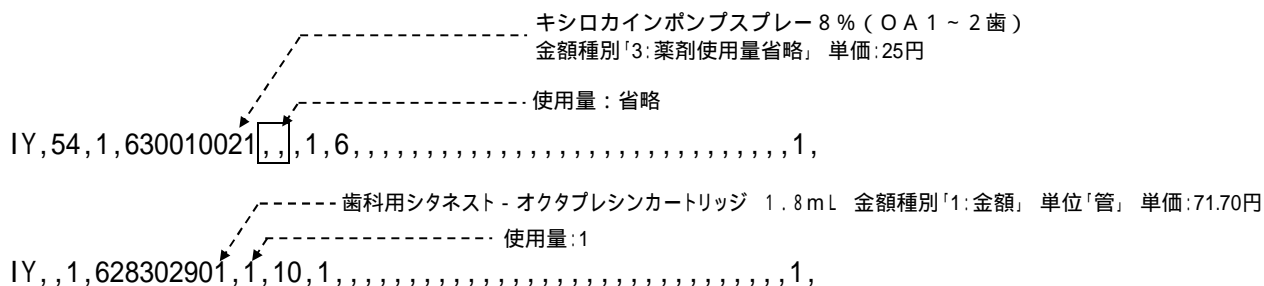 キシロカインポンプスプレー8%(OA1~2歯)
金額種別「3:薬剤使用量省略」 単価:25円
使用量:省略
IY,54,1,630010021,,,1,6,,,,,,,,,,,,,,,,,,,,,,,,,,,,,,1,
歯科用シタネスト-オクタプレシンカートリッジ 1.8mL 金額種別「1:金額」 単位「管」 単価:71.70円
使用量:1
IY,,1,628302901,1,10,1,,,,,,,,,,,,,,,,,,,,,,,,,,,,,,,1,